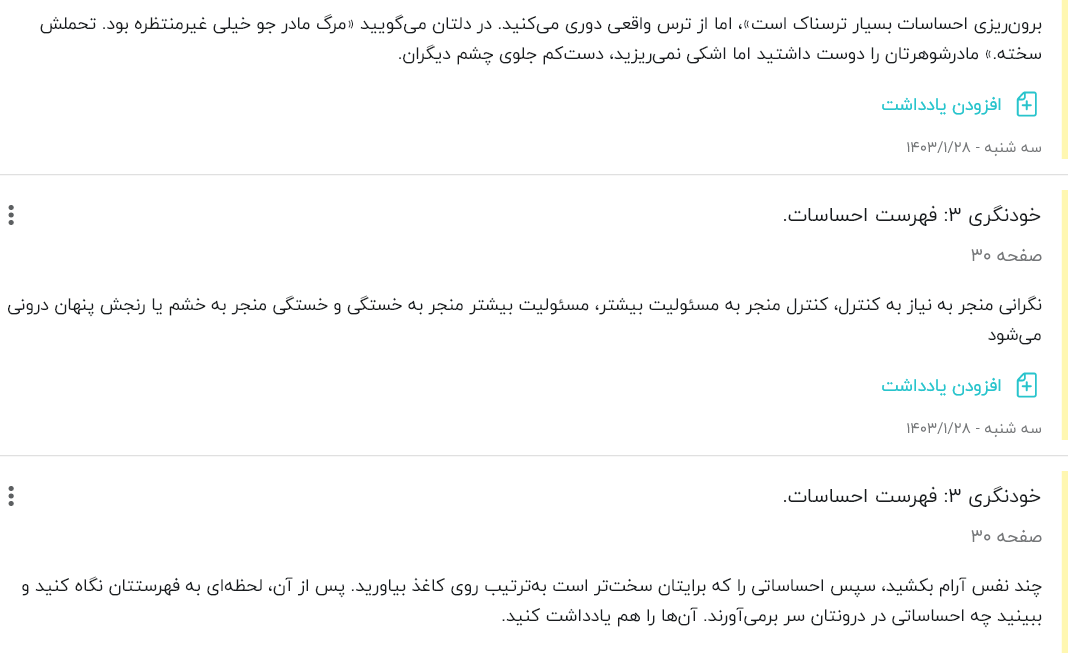 برون‌ریزی احساسات بسیار ترسناک است»، اما از ترس واقعی دوری می‌کنید. در دلتان می‌گویید «مرگ مادر جو خیلی غیرمنتظره بود. تحملش
سخته.» مادرشوهرتان را دوست داشتید اما اشکی نمی‌ریزید، دست‌کم جلوی چشم دیگران.
افزودن یادداشت
سه شنبه - ۱۴۰۳/۱/۲۸
خودنگری ۳: فهرست احساسات.
صفحه ۳۰
نگرانی منجر به نیاز به کنترل، کنترل منجر به مسئولیت بیشتر، مسئولیت بیشتر منجر به خستگی و خستگی منجر به خشم یا رنجش پنهان درونی
می‌شود
افزودن یادداشت
سه شنبه - ۱۴۰۳/۱/۲۸
خودنگری ۳: فهرست احساسات.
صفحه ۳۰
چند نفس آرام بکشید، سپس احساساتی را که برایتان سخت‌تر است به‌ترتیب روی کاغذ بیاورید. پس از آن، لحظه‌ای به فهرستتان نگاه کنید و
ببینید چه احساساتی در درونتان سر برمی‌آورند. آن‌ها را هم یادداشت کنید.